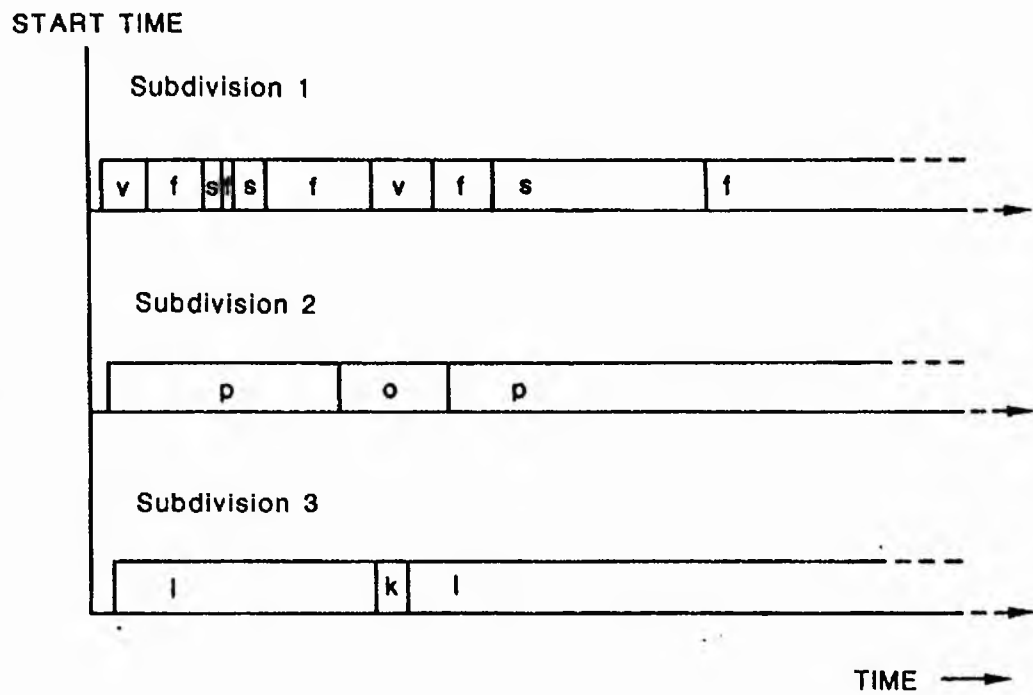 START TIME
Subdivision 1
v f s f s f v f s f
Subdivision 2
p o p
Subdivision 3
l k l
TIME